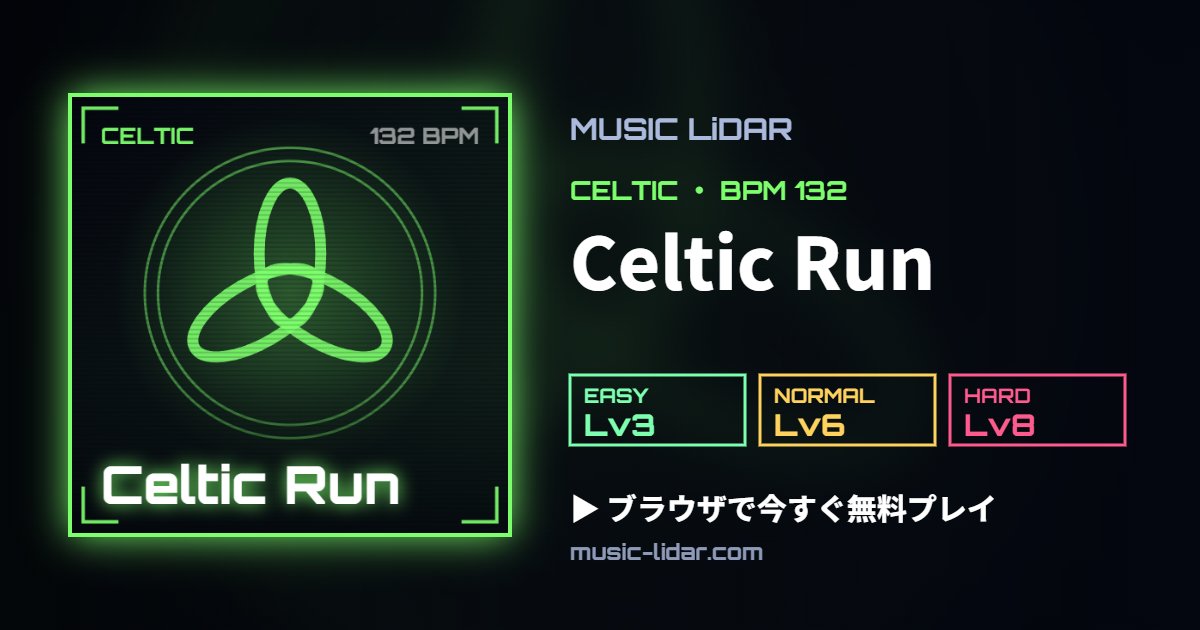 CELTIC
132 BPM
Celtic Run
MUSIC LiDAR
CELTIC • BPM 132
Celtic Run
EASY
Lv3
NORMAL
Lv6
HARD
Lv8
▶ ブラウザで今すぐ無料プレイ
music-lidar.com